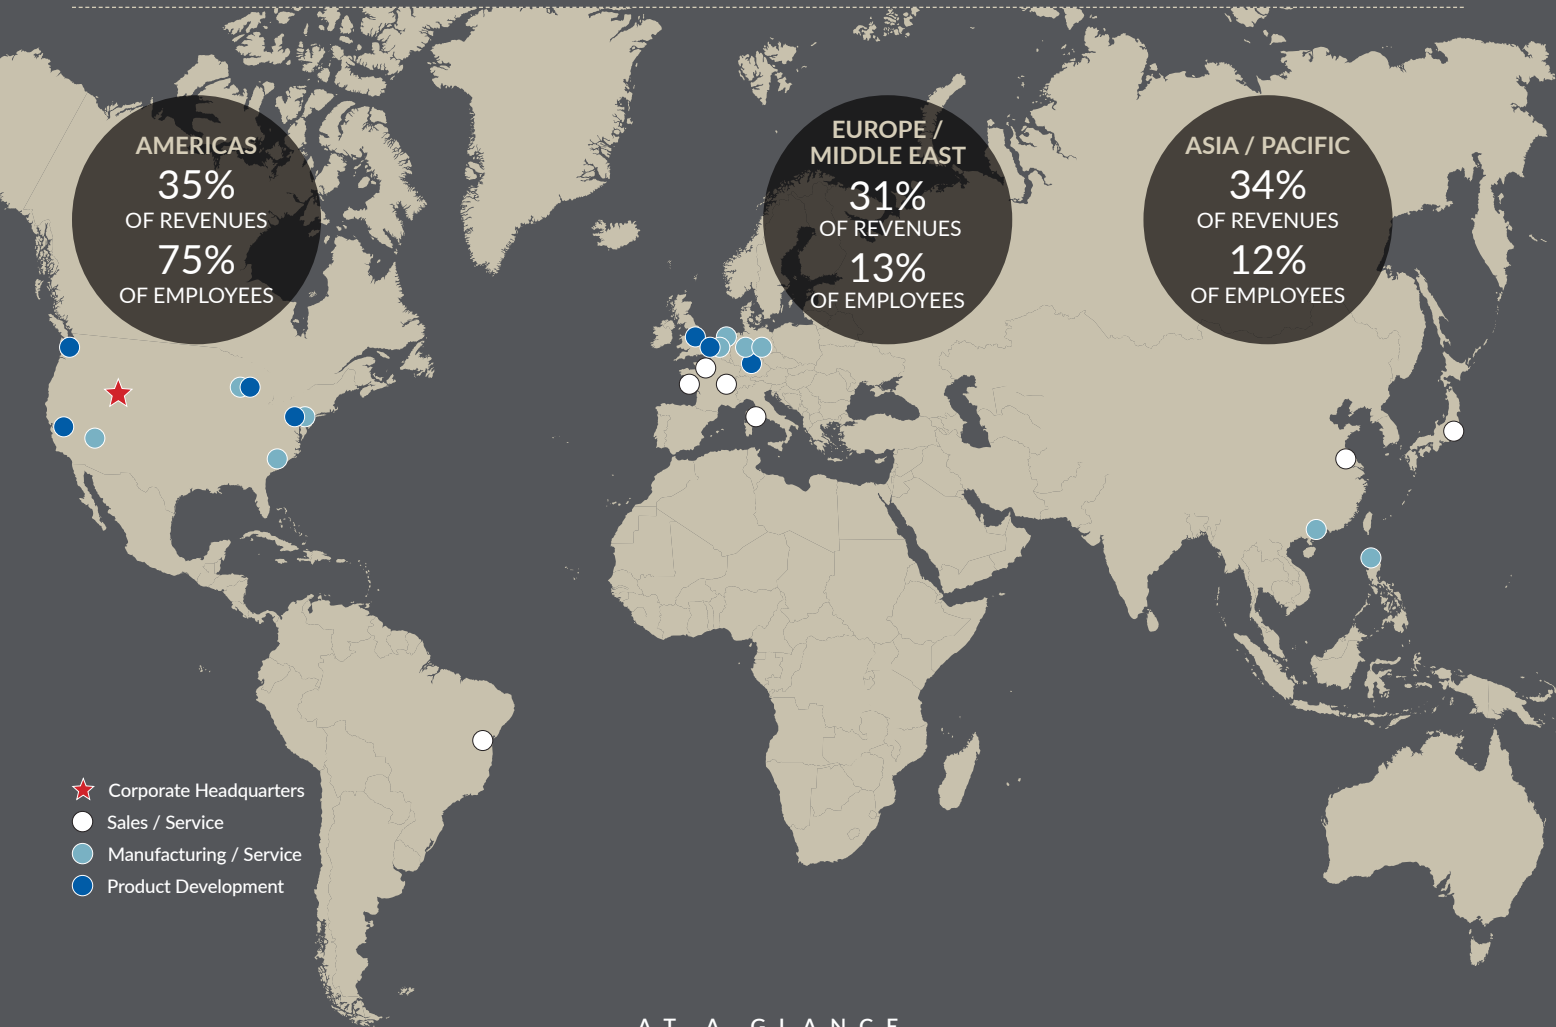 AMERICAS
35%
OF REVENUES
75%
OF EMPLOYEES
EUROPE /
MIDDLE EAST
31%
OF REVENUES
13%
OF EMPLOYEES
ASIA / PACIFIC
34%
OF REVENUES
12%
OF EMPLOYEES
Corporate Headquarters
Sales / Service
Manufacturing / Service
Product Development
AT A GLANCE